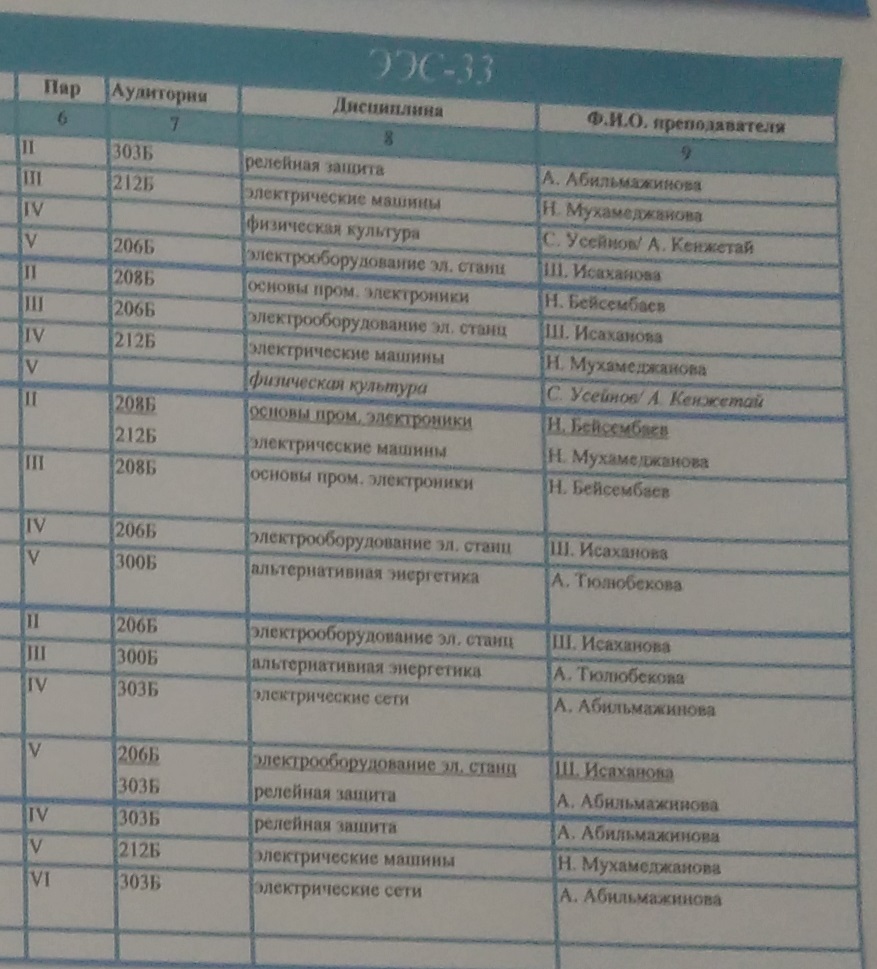 ЭЭС-33
Пар Аудитория Дисциплина Ф.И.О. преподавателя
6 7 8 9
II 303Б релейная защита А. Абильмажинова
III 212Б электрические машины Н. Мухамеджанова
IV физическая культура С. Усейнов/ А. Кенжетай
V 206Б электрооборудование эл. станц Ш. Исаханова
II 208Б основы пром. электроники Н. Бейсембаев
III 206Б электрооборудование эл. станц Ш. Исаханова
IV 212Б электрические машины Н. Мухамеджанова
V физическая культура С. Усейнов/ А. Кенжетай
II 208Б основы пром. электроники Н. Бейсембаев
212Б электрические машины Н. Мухамеджанова
III 208Б основы пром. электроники Н. Бейсембаев
IV 206Б электрооборудование эл. станц Ш. Исаханова
V 300Б альтернативная энергетика А. Тюлюбекова
II 206Б электрооборудование эл. станц Ш. Исаханова
III 300Б альтернативная энергетика А. Тюлюбекова
IV 303Б электрические сети А. Абильмажинова
V 206Б электрооборудование эл. станц Ш. Исаханова
303Б релейная защита А. Абильмажинова
IV 303Б релейная защита А. Абильмажинова
V 212Б электрические машины Н. Мухамеджанова
VI 303Б электрические сети А. Абильмажинова